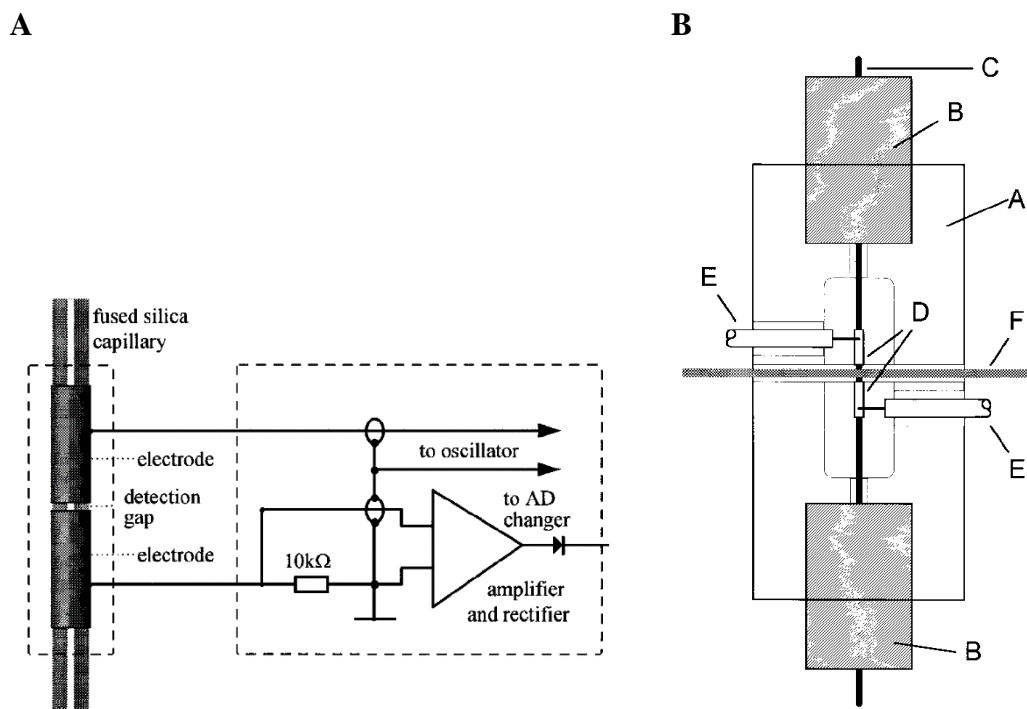 A
fused silica
capillary
electrode
detection
gap
electrode
10kΩ
to oscillator
to AD
changer
amplifier
and rectifier
B
C
B
A
E
D
F
E
B